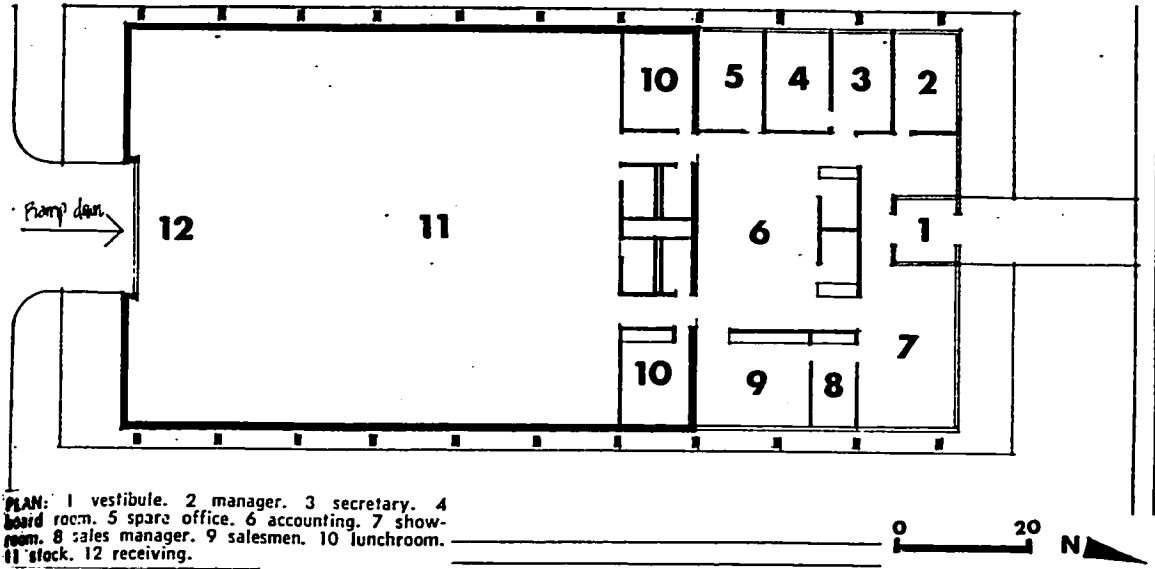 10 5 4 3 2
Ramp down
12 11 6 1
7
10 9 8
PLAN: 1 vestibule. 2 manager. 3 secretary. 4
board room. 5 spare office. 6 accounting. 7 show-
room. 8 sales manager. 9 salesmen. 10 lunchroom.
11 stock. 12 receiving.
0 20 N